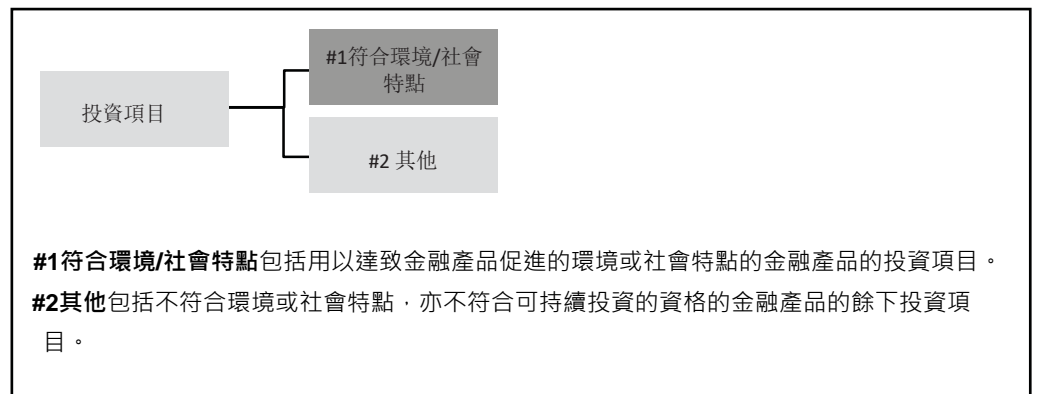 #1符合環境/社會
特點
投資項目
#2 其他
#1符合環境/社會特點包括用以達致金融產品促進的環境或社會特點的金融產品的投資項目。
#2其他包括不符合環境或社會特點，亦不符合可持續投資的資格的金融產品的餘下投資項
目。